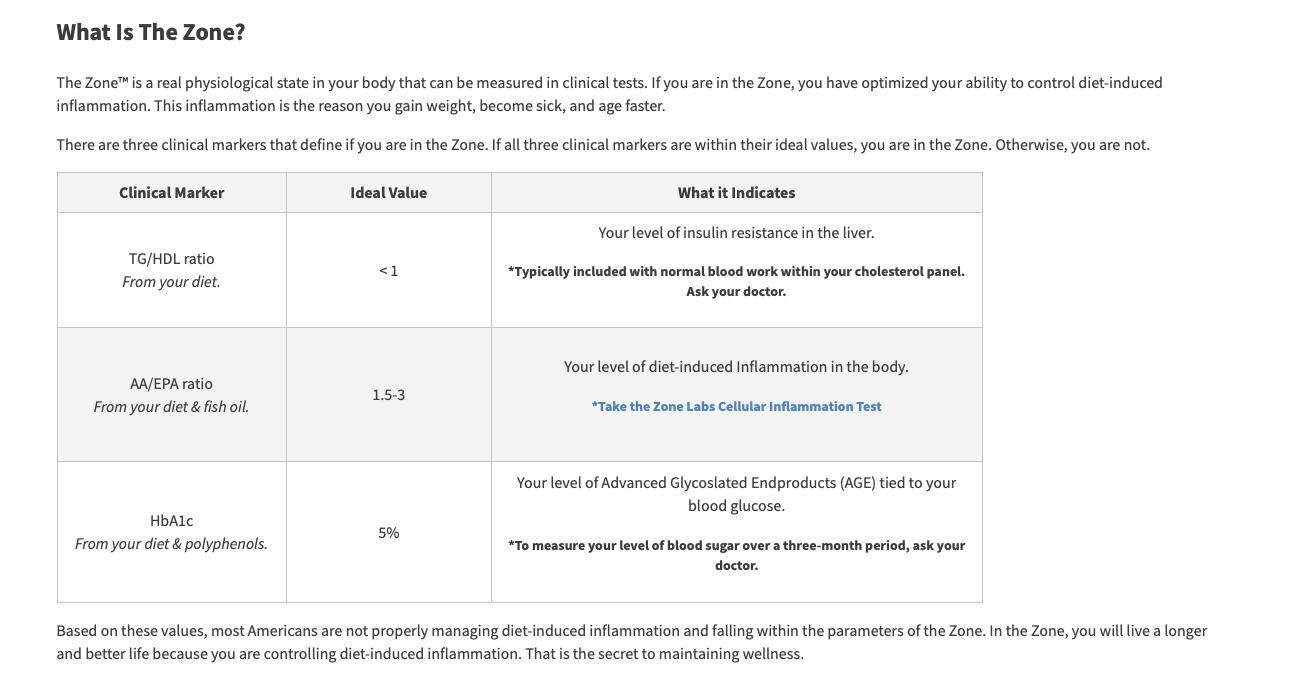 What Is The Zone?
The Zone™ is a real physiological state in your body that can be measured in clinical tests. If you are in the Zone, you have optimized your ability to control diet-induced
inflammation. This inflammation is the reason you gain weight, become sick, and age faster.
There are three clinical markers that define if you are in the Zone. If all three clinical markers are within their ideal values, you are in the Zone. Otherwise, you are not.
Clinical Marker
Ideal Value
What it Indicates
TG/HDL ratio
From your diet.
< 1
Your level of insulin resistance in the liver.
*Typically included with normal blood work within your cholesterol panel.
Ask your doctor.
AA/EPA ratio
From your diet & fish oil.
1.5-3
Your level of diet-induced Inflammation in the body.
*Take the Zone Labs Cellular Inflammation Test
HbA1c
From your diet & polyphenols.
5%
Your level of Advanced Glycoslated Endproducts (AGE) tied to your
blood glucose.
*To measure your level of blood sugar over a three-month period, ask your
doctor.
Based on these values, most Americans are not properly managing diet-induced inflammation and falling within the parameters of the Zone. In the Zone, you will live a longer
and better life because you are controlling diet-induced inflammation. That is the secret to maintaining wellness.